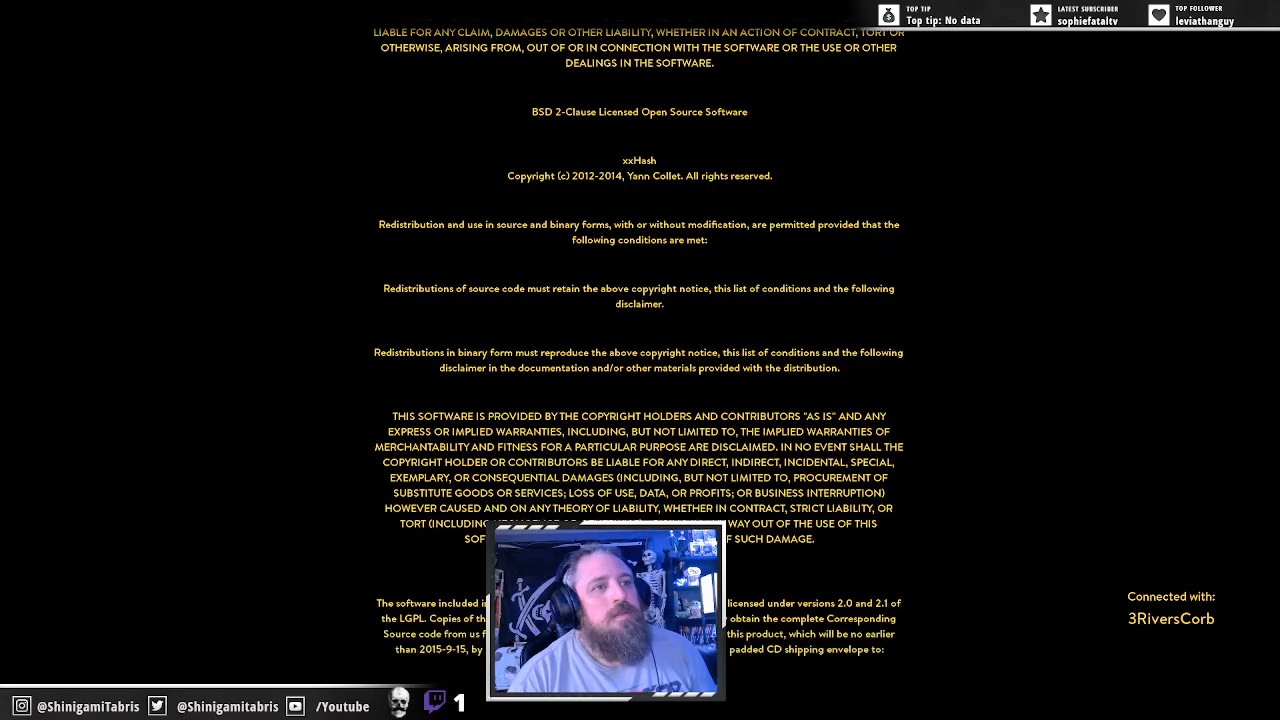 TOP TIP
Top tip: No data
LATEST SUBSCRIBER
sophiefataltv
TOP FOLLOWER
leviathanguy
LIABLE FOR ANY CLAIM, DAMAGES OR OTHER LIABILITY, WHETHER IN AN ACTION OF CONTRACT, TORT OR
OTHERWISE, ARISING FROM, OUT OF OR IN CONNECTION WITH THE SOFTWARE OR THE USE OR OTHER
DEALINGS IN THE SOFTWARE.
BSD 2-Clause Licensed Open Source Software
xxHash
Copyright (c) 2012-2014, Yann Collet. All rights reserved.
Redistribution and use in source and binary forms, with or without modification, are permitted provided that the
following conditions are met:
Redistributions of source code must retain the above copyright notice, this list of conditions and the following
disclaimer.
Redistributions in binary form must reproduce the above copyright notice, this list of conditions and the following
disclaimer in the documentation and/or other materials provided with the distribution.
THIS SOFTWARE IS PROVIDED BY THE COPYRIGHT HOLDERS AND CONTRIBUTORS "AS IS" AND ANY
EXPRESS OR IMPLIED WARRANTIES, INCLUDING, BUT NOT LIMITED TO, THE IMPLIED WARRANTIES OF
MERCHANTABILITY AND FITNESS FOR A PARTICULAR PURPOSE ARE DISCLAIMED. IN NO EVENT SHALL THE
COPYRIGHT HOLDER OR CONTRIBUTORS BE LIABLE FOR ANY DIRECT, INDIRECT, INCIDENTAL, SPECIAL,
EXEMPLARY, OR CONSEQUENTIAL DAMAGES (INCLUDING, BUT NOT LIMITED TO, PROCUREMENT OF
SUBSTITUTE GOODS OR SERVICES; LOSS OF USE, DATA, OR PROFITS; OR BUSINESS INTERRUPTION)
HOWEVER CAUSED AND ON ANY THEORY OF LIABILITY, WHETHER IN CONTRACT, STRICT LIABILITY, OR
TORT (INCLUDING WAY OUT OF THE USE OF THIS
SUCH DAMAGE.
The software included licensed under versions 2.0 and 2.1 of
the LGPL. Copies of obtain the complete Corresponding
Source code from us this product, which will be no earlier
than 2015-9-15, by padded CD shipping envelope to:
Connected with:
3RiversCorb
@ShinigamiTabris
@Shinigamitabris
/Youtube
1